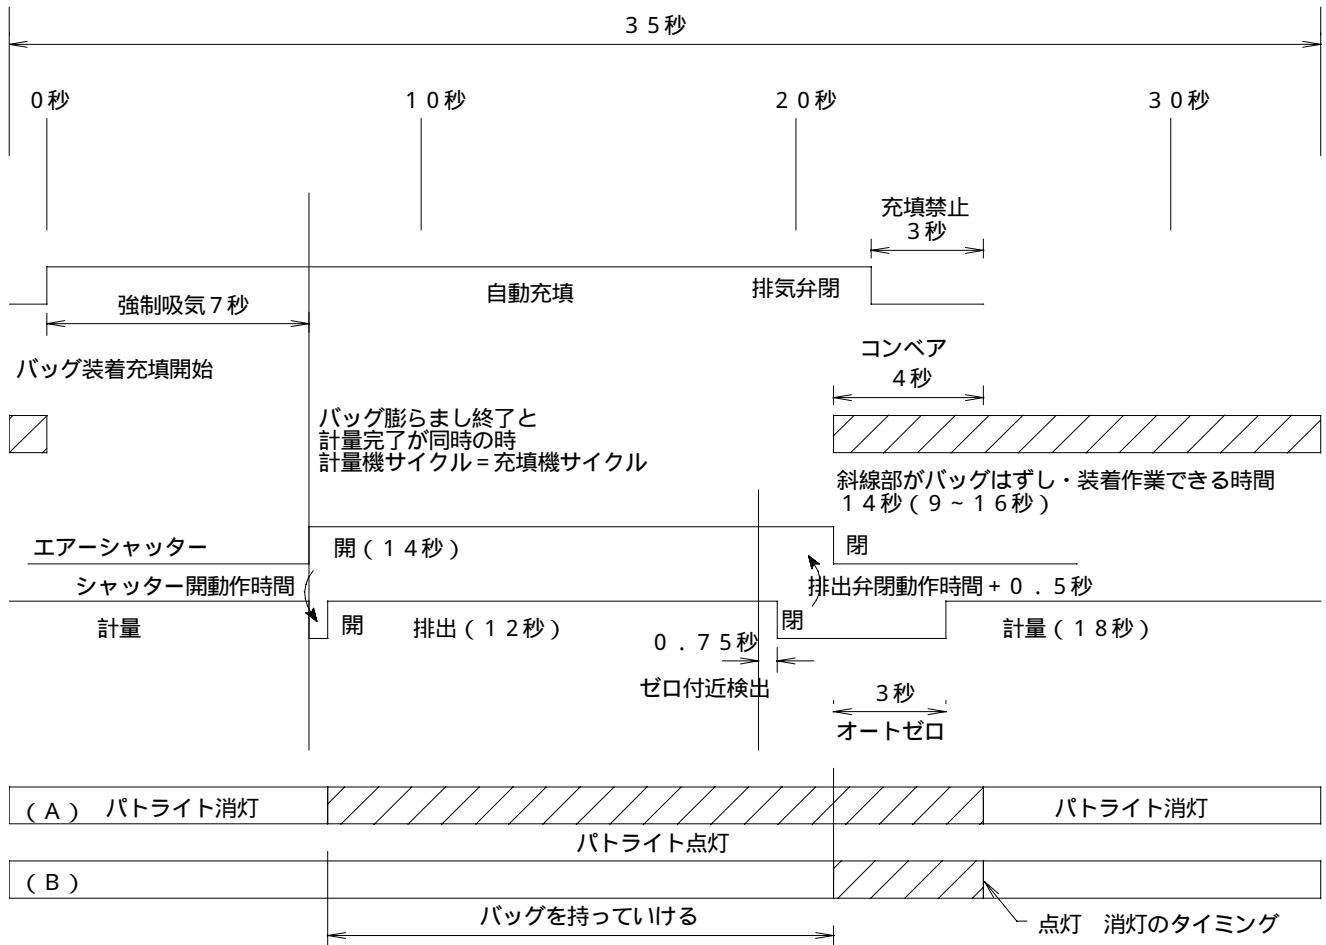 35秒
0秒
10秒
20秒
30秒
充填禁止
3秒
自動充填
排気弁閉
強制吸気7秒
コンベア
4秒
バッグ装着充填開始
バッグ膨らまし終了と
計量完了が同時の時
計量機サイクル=充填機サイクル
斜線部がバッグはずし・装着作業できる時間
14秒(9~16秒)
エアーシャッター
開(14秒)
閉
シャッター開動作時間
排出弁閉動作時間+0.5秒
計量
開
排出(12秒)
閉
計量(18秒)
0.75秒
ゼロ付近検出
3秒
オートゼロ
(A) パトライト消灯
パトライト消灯
パトライト点灯
(B)
バッグを持っていける
点灯 消灯のタイミング